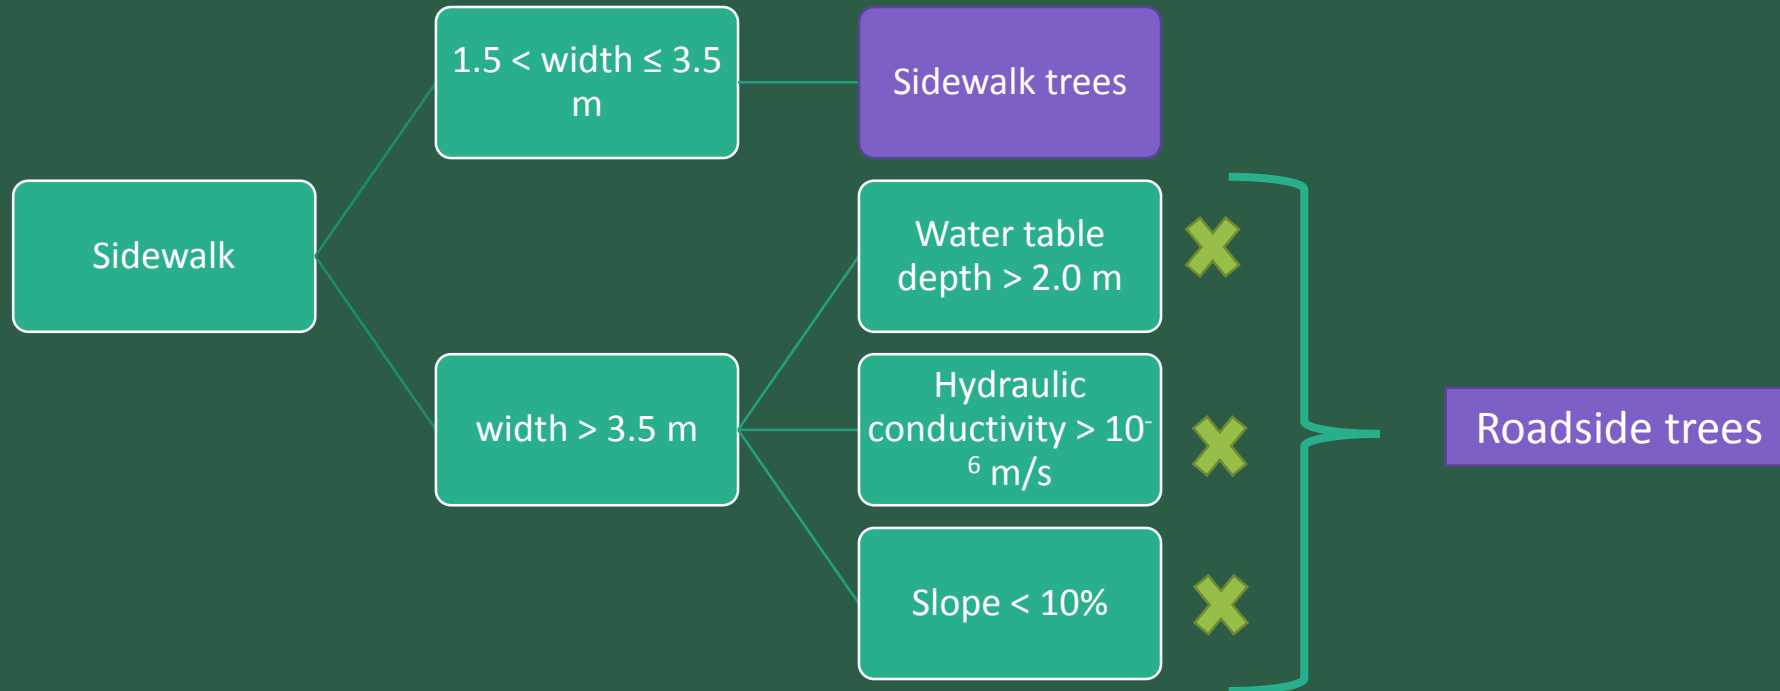 1.5 < width ≤ 3.5
m
Sidewalk trees
Sidewalk
Water table
depth > 2.0 m
width > 3.5 m
Hydraulic
conductivity > 10⁻
⁶ m/s
Roadside trees
Slope < 10%